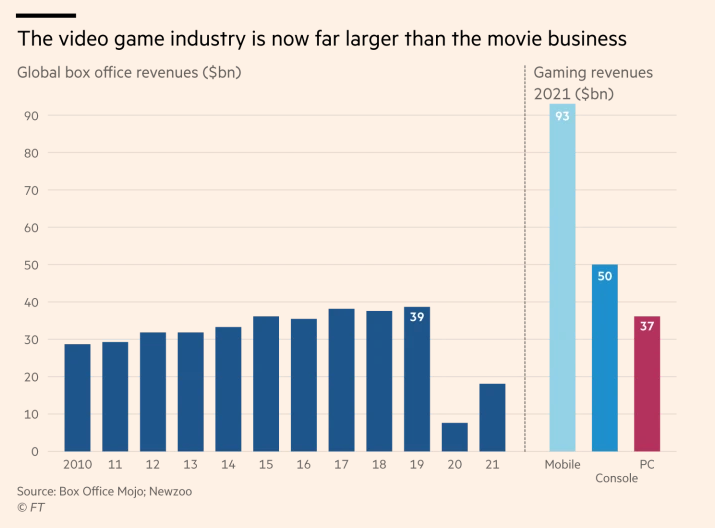 The video game industry is now far larger than the movie business
Global box office revenues ($bn)
Gaming revenues
2021 ($bn)
90
80
70
60
50
40
30
20
10
0
39
93
50
37
2010 11 12 13 14 15 16 17 18 19 20 21
Mobile
Console
PC
Source: Box Office Mojo; Newzoo
© FT